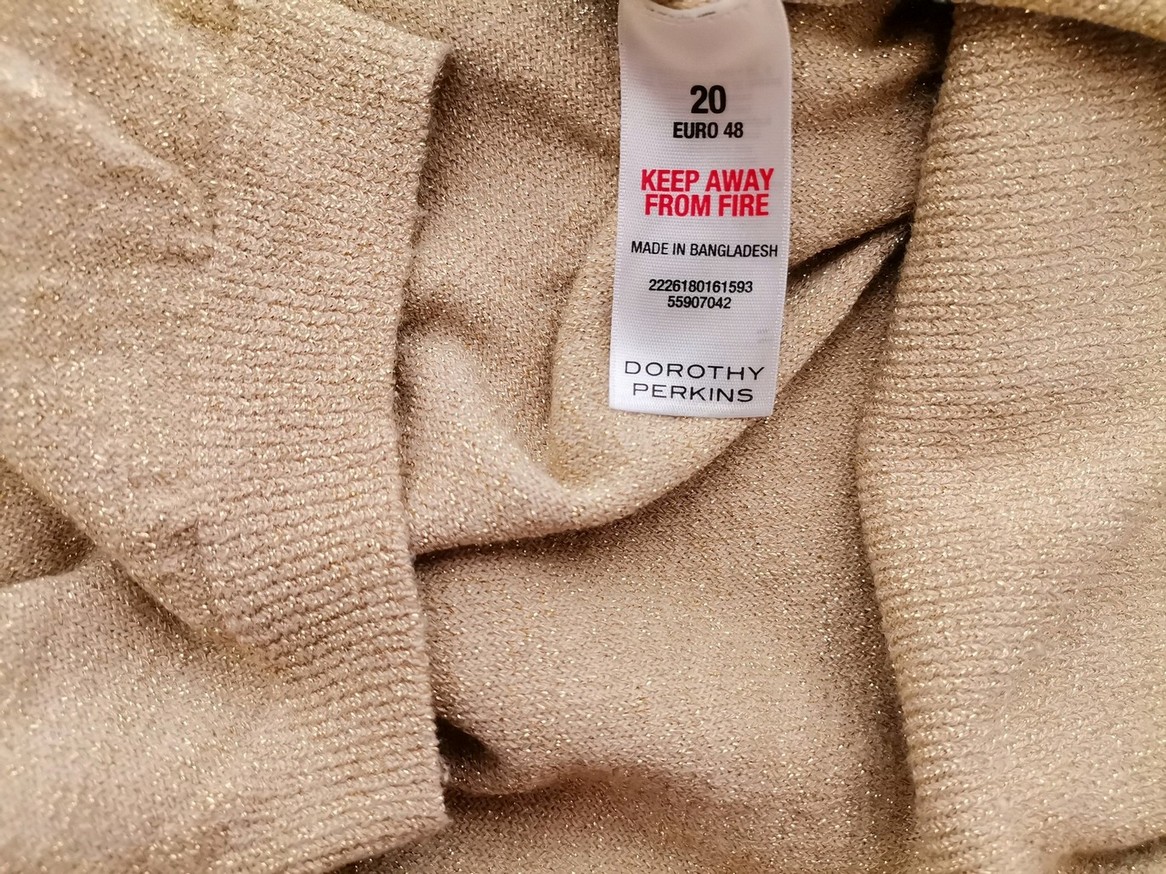 20
EURO 48
KEEP AWAY
FROM FIRE
MADE IN BANGLADESH
2226180161593
55907042
DOROTHY
PERKINS